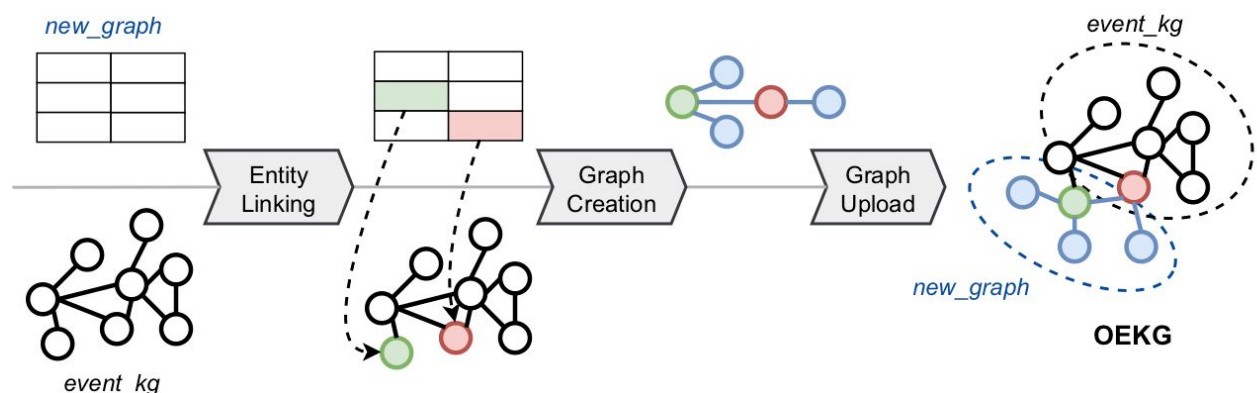 new_graph
event_kg
Entity
Linking
Graph
Creation
Graph
Upload
new_graph
OEKG
event_kg